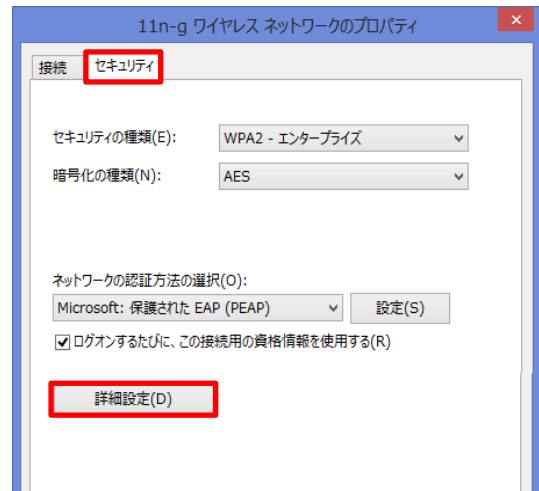 11n-g ワイヤレス ネットワークのプロパティ
接続 セキュリティ
セキュリティの種類(E): WPA2 - エンタープライズ
暗号化の種類(N): AES
ネットワークの認証方法の選択(O):
Microsoft: 保護された EAP (PEAP) 設定(S)
ログオンするたびに、この接続用の資格情報を使用する(R)
詳細設定(D)